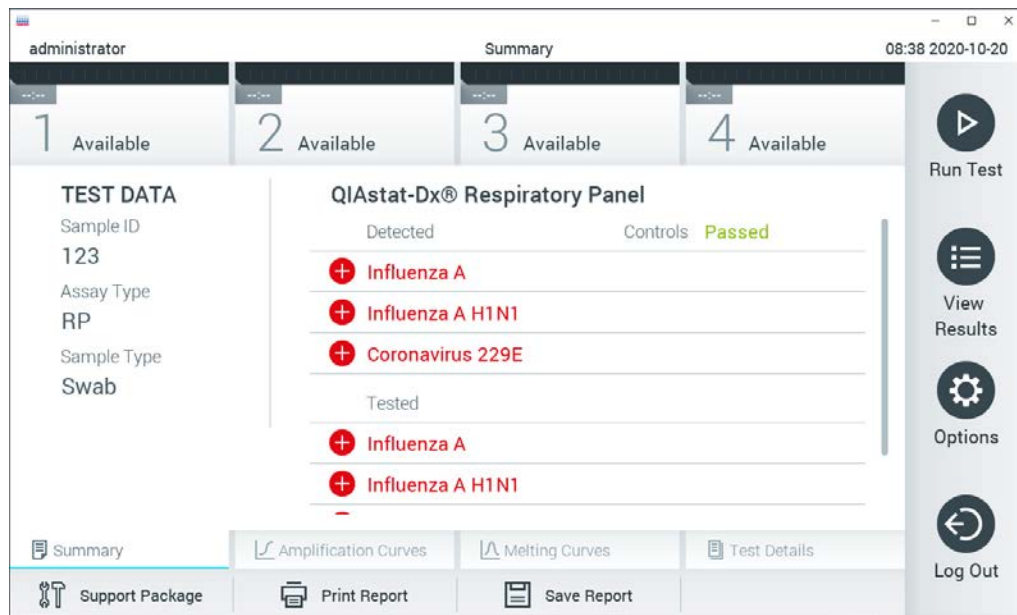 administrator Summary 08:38 2020-10-20
--:-- --:-- --:-- --:--
1 Available 2 Available 3 Available 4 Available
Run Test
TEST DATA
Sample ID
123
Assay Type
RP
Sample Type
Swab
QIAstat-Dx® Respiratory Panel
Detected Controls Passed
Influenza A
Influenza A H1N1
Coronavirus 229E
Tested
Influenza A
Influenza A H1N1
View
Results
Options
Log Out
Summary Amplification Curves Melting Curves Test Details
Support Package Print Report Save Report